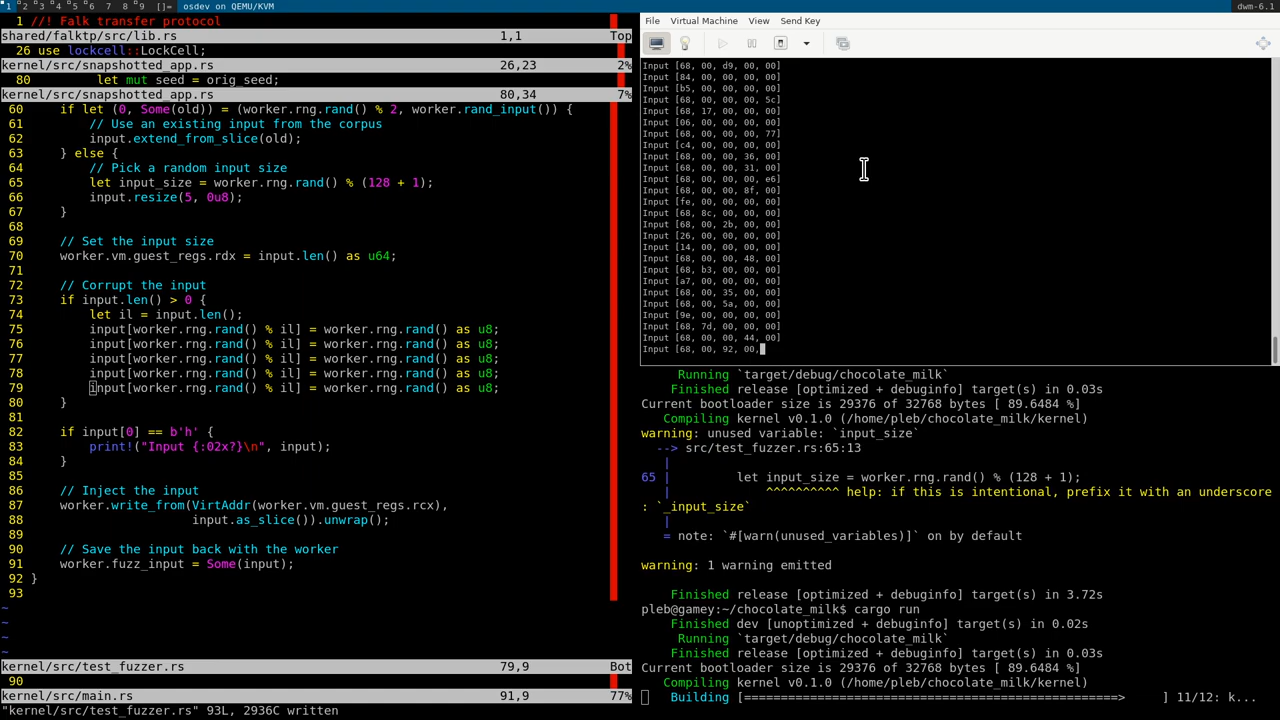 1 2 3 4 5 6 7 8 9 []= osdev on QEMU/KVM dwm-6.1
1 //! Falk transfer protocol
shared/falktp/src/lib.rs 1,1 Top
26 use lockcell::LockCell;
kernel/src/snapshotted_app.rs 26,23 2%
80 let mut seed = orig_seed;
kernel/src/snapshotted_app.rs 80,34 7%
60 if let (0, Some(old)) = (worker.rng.rand() % 2, worker.rand_input()) {
61 // Use an existing input from the corpus
62 input.extend_from_slice(old);
63 } else {
64 // Pick a random input size
65 let input_size = worker.rng.rand() % (128 + 1);
66 input.resize(5, 0u8);
67 }
68
69 // Set the input size
70 worker.vm.guest_regs.rdx = input.len() as u64;
71
72 // Corrupt the input
73 if input.len() > 0 {
74 let il = input.len();
75 input[worker.rng.rand() % il] = worker.rng.rand() as u8;
76 input[worker.rng.rand() % il] = worker.rng.rand() as u8;
77 input[worker.rng.rand() % il] = worker.rng.rand() as u8;
78 input[worker.rng.rand() % il] = worker.rng.rand() as u8;
79 input[worker.rng.rand() % il] = worker.rng.rand() as u8;
80 }
81
82 if input[0] == b'h' {
83 print!("Input {:02x?}\n", input);
84 }
85
86 // Inject the input
87 worker.write_from(VirtAddr(worker.vm.guest_regs.rcx),
88 input.as_slice()).unwrap();
89
90 // Save the input back with the worker
91 worker.fuzz_input = Some(input);
92 }
93
~
~
~
~
kernel/src/test_fuzzer.rs 79,9 Bot
90
kernel/src/main.rs 91,9 77%
"kernel/src/test_fuzzer.rs" 93L, 2936C written
File Virtual Machine View Send Key
Input [68, 00, d9, 00, 00]
Input [84, 00, 00, 00, 00]
Input [b5, 00, 00, 00, 00]
Input [68, 00, 00, 00, 5c]
Input [68, 17, 00, 00, 00]
Input [06, 00, 00, 00, 00]
Input [68, 00, 00, 00, 77]
Input [c4, 00, 00, 00, 00]
Input [68, 00, 00, 36, 00]
Input [68, 00, 00, 31, 00]
Input [68, 00, 00, 00, e6]
Input [68, 00, 00, 8f, 00]
Input [fe, 00, 00, 00, 00]
Input [68, 8c, 00, 00, 00]
Input [68, 00, 2b, 00, 00]
Input [26, 00, 00, 00, 00]
Input [14, 00, 00, 00, 00]
Input [68, 00, 00, 48, 00]
Input [68, b3, 00, 00, 00]
Input [a7, 00, 00, 00, 00]
Input [68, 00, 35, 00, 00]
Input [68, 00, 5a, 00, 00]
Input [9e, 00, 00, 00, 00]
Input [68, 7d, 00, 00, 00]
Input [68, 00, 00, 44, 00]
Input [68, 00, 92, 00,
Running `target/debug/chocolate_milk`
Finished release [optimized + debuginfo] target(s) in 0.03s
Current bootloader size is 29376 of 32768 bytes [ 89.6484 %]
Compiling kernel v0.1.0 (/home/pleb/chocolate_milk/kernel)
warning: unused variable: `input_size`
--> src/test_fuzzer.rs:65:13
|
65 | let input_size = worker.rng.rand() % (128 + 1);
| ^^^^^^^^^^ help: if this is intentional, prefix it with an underscore
: `_input_size`
|
= note: `#[warn(unused_variables)]` on by default
warning: 1 warning emitted
Finished release [optimized + debuginfo] target(s) in 3.72s
pleb@gamey:~/chocolate_milk$ cargo run
Finished dev [unoptimized + debuginfo] target(s) in 0.02s
Running `target/debug/chocolate_milk`
Finished release [optimized + debuginfo] target(s) in 0.03s
Current bootloader size is 29376 of 32768 bytes [ 89.6484 %]
Compiling kernel v0.1.0 (/home/pleb/chocolate_milk/kernel)
Building [===================================================> ] 11/12: k...